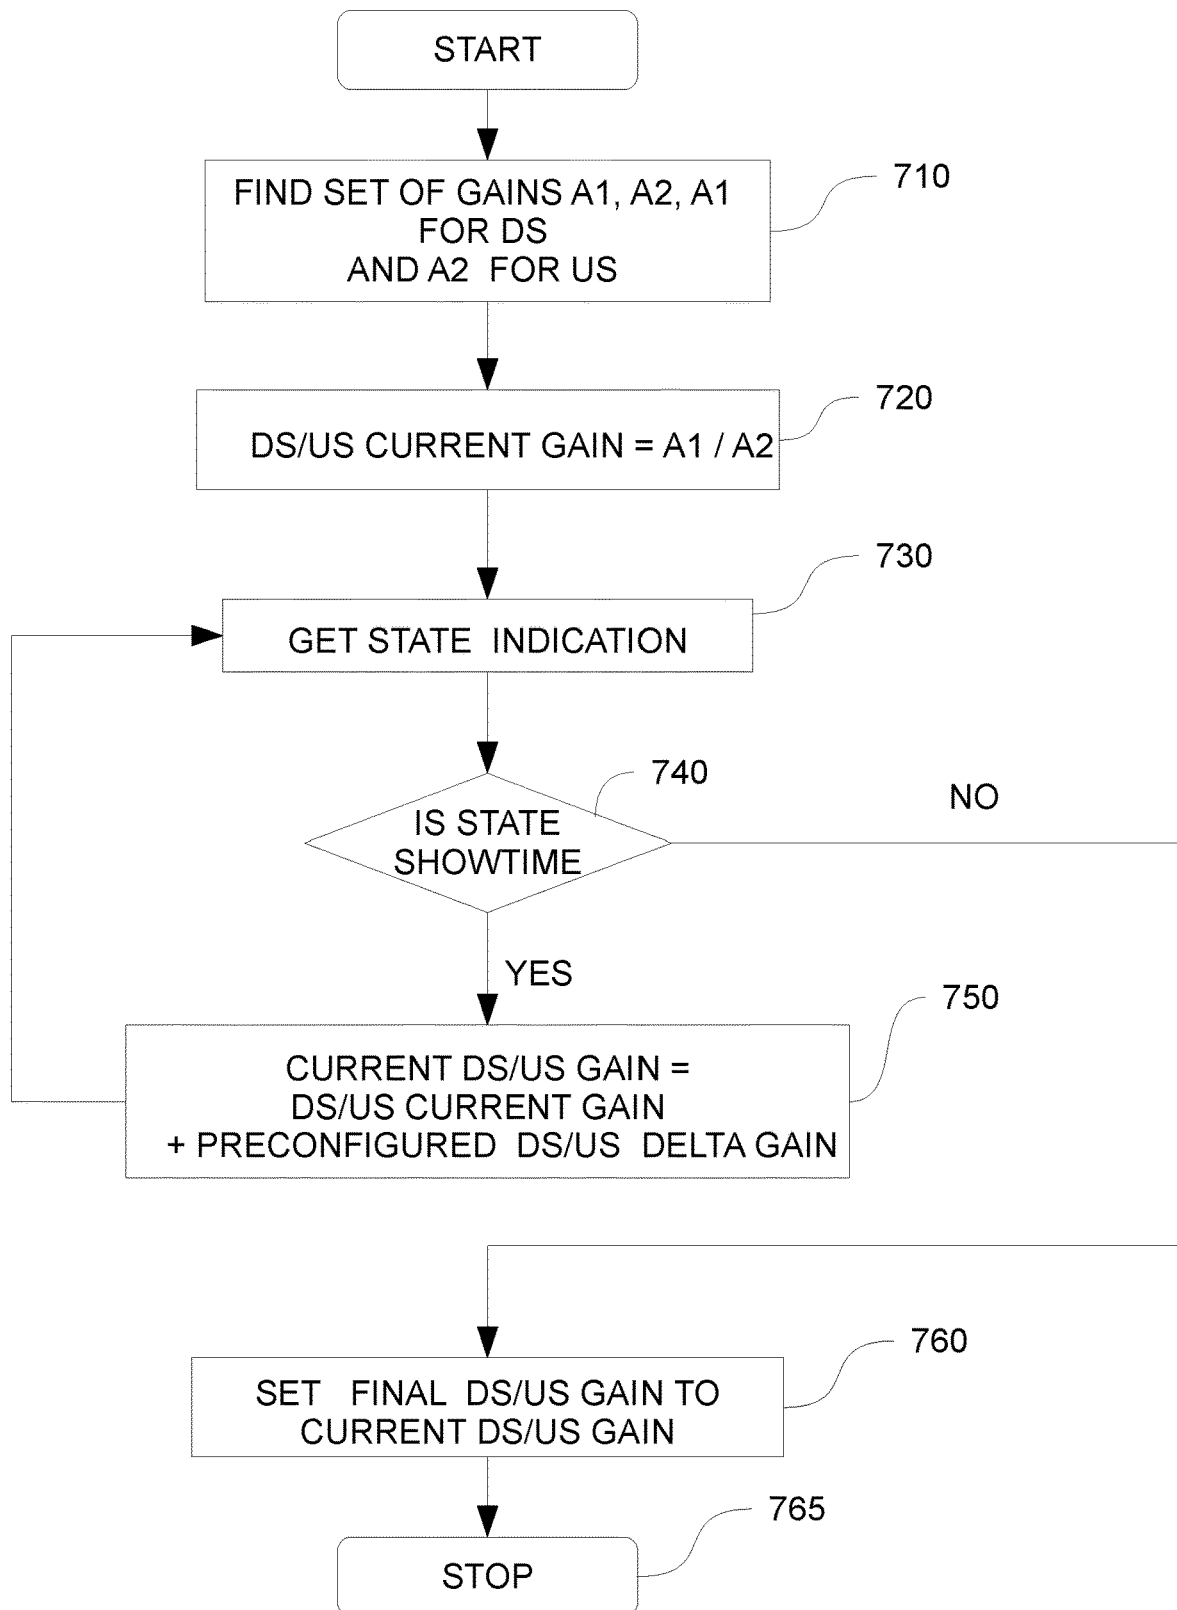 START
FIND SET OF GAINS A1, A2, A1
FOR DS
AND A2 FOR US
710
DS/US CURRENT GAIN = A1 / A2
720
GET STATE INDICATION
730
IS STATE
SHOWTIME
740
NO
YES
CURRENT DS/US GAIN =
DS/US CURRENT GAIN
+ PRECONFIGURED DS/US DELTA GAIN
750
SET FINAL DS/US GAIN TO
CURRENT DS/US GAIN
760
STOP
765